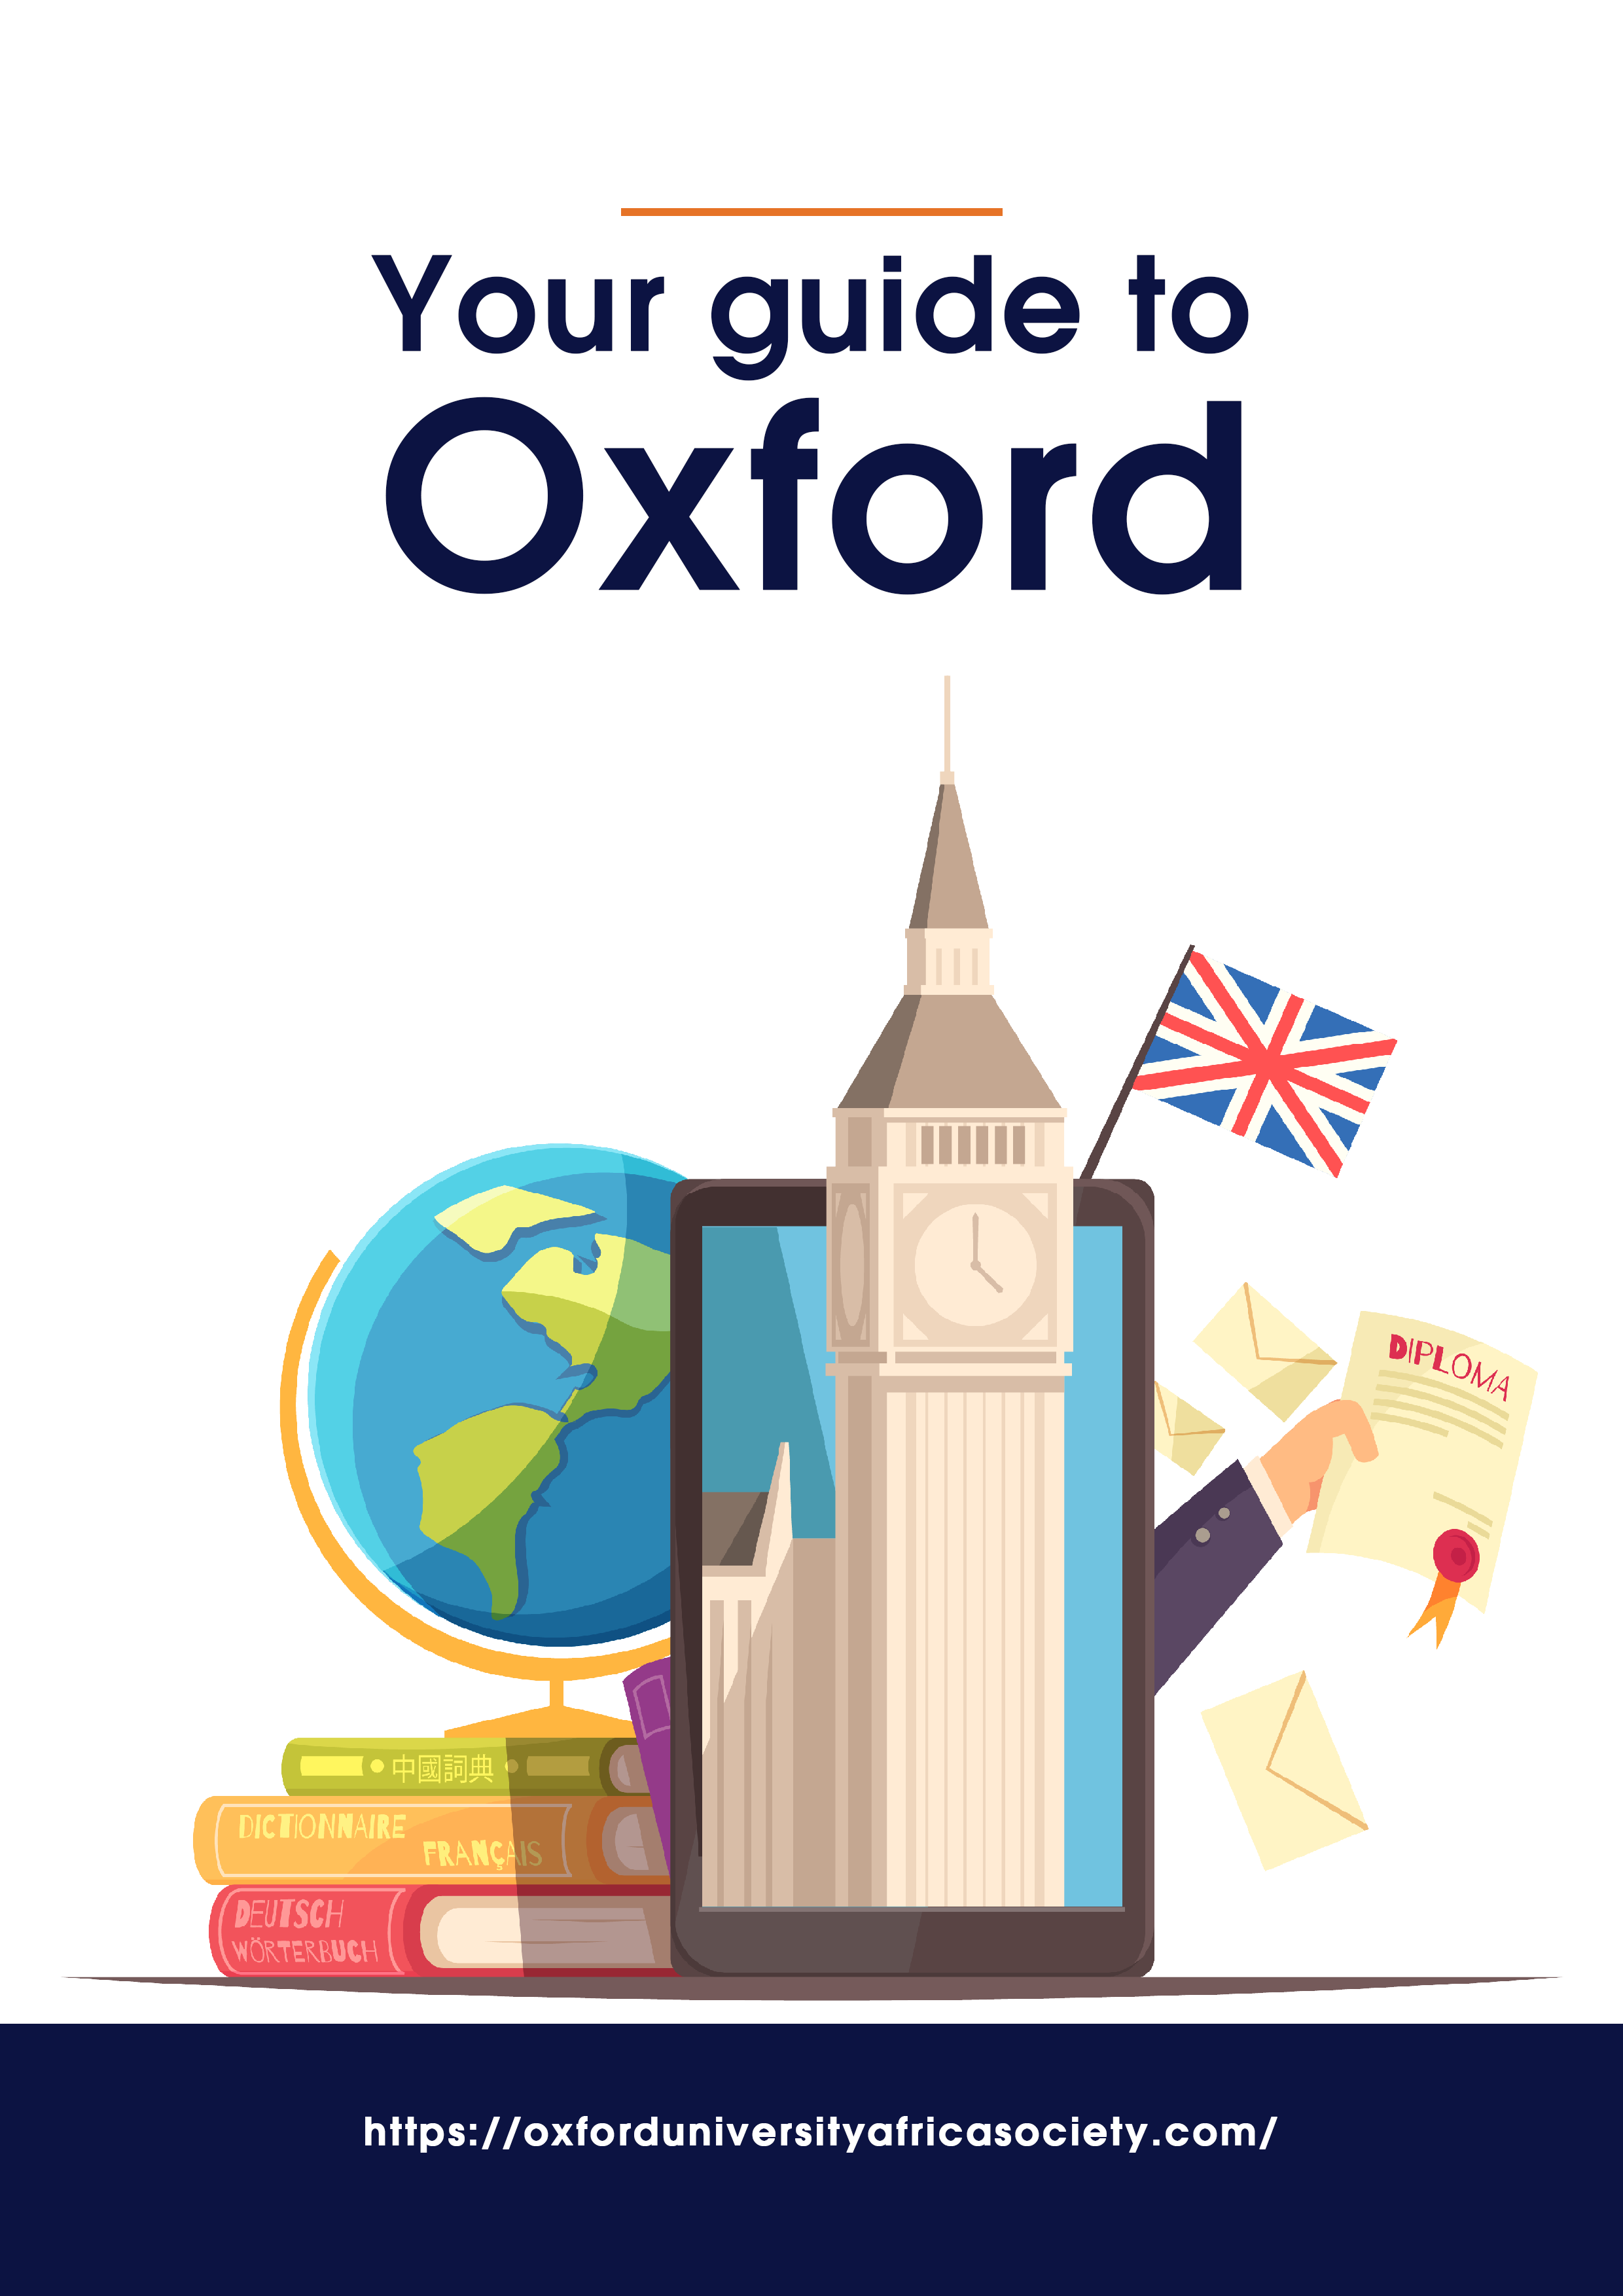 Your guide to
Oxford
DIPLOMA
中國詞典
DICTIONNAIRE
FRANÇAIS
DEUTSCH
WÖRTERBUCH
https://oxforduniversityafricasociety.com/